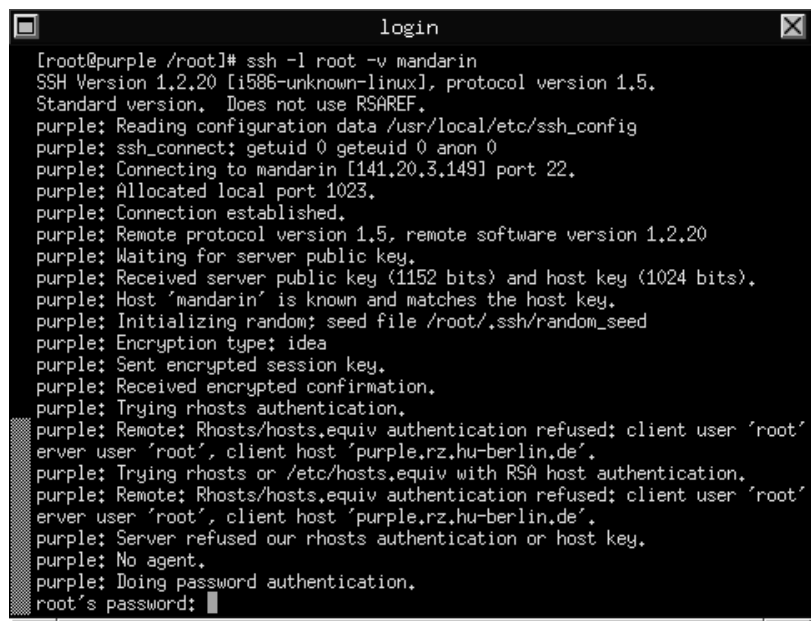 login
[root@purple /root]# ssh -l root -v mandarin
SSH Version 1.2.20 [i586-unknown-linux], protocol version 1.5.
Standard version.  Does not use RSAREF.
purple: Reading configuration data /usr/local/etc/ssh_config
purple: ssh_connect: getuid 0 geteuid 0 anon 0
purple: Connecting to mandarin [141.20.3.149] port 22.
purple: Allocated local port 1023.
purple: Connection established.
purple: Remote protocol version 1.5, remote software version 1.2.20
purple: Waiting for server public key.
purple: Received server public key (1152 bits) and host key (1024 bits).
purple: Host 'mandarin' is known and matches the host key.
purple: Initializing random; seed file /root/.ssh/random_seed
purple: Encryption type: idea
purple: Sent encrypted session key.
purple: Received encrypted confirmation.
purple: Trying rhosts authentication.
purple: Remote: Rhosts/hosts.equiv authentication refused: client user 'root'
erver user 'root', client host 'purple.rz.hu-berlin.de'.
purple: Trying rhosts or /etc/hosts.equiv with RSA host authentication.
purple: Remote: Rhosts/hosts.equiv authentication refused: client user 'root'
erver user 'root', client host 'purple.rz.hu-berlin.de'.
purple: Server refused our rhosts authentication or host key.
purple: No agent.
purple: Doing password authentication.
root's password: